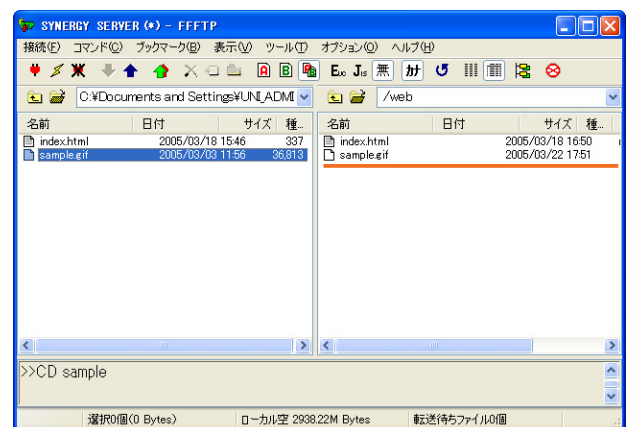 SYNERGY SERVER (*) - FFFTP
接続(F) コマンド(C) ブックマーク(B) 表示(V) ツール(T) オプション(O) ヘルプ(H)
A B Euc Jis 無 カナ
C:¥Documents and Settings¥UNI_ADMI /web
名前 日付 サイズ 種... 名前 日付 サイズ 種...
index.html 2005/03/18 15:46 337 index.html 2005/03/18 16:50
sample.gif 2005/03/03 11:56 36,813 sample.gif 2005/03/22 17:51
>>CD sample
選択0個(0 Bytes) ローカル空 2938.22M Bytes 転送待ちファイル0個